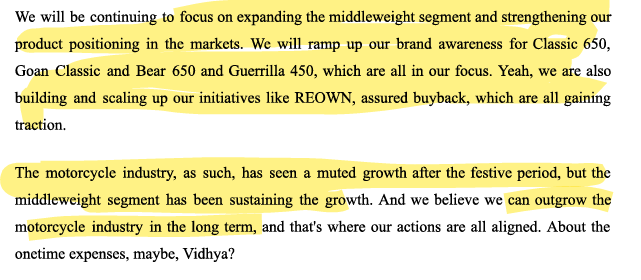 We will be continuing to focus on expanding the middleweight segment and strengthening our
product positioning in the markets. We will ramp up our brand awareness for Classic 650,
Goan Classic and Bear 650 and Guerrilla 450, which are all in our focus. Yeah, we are also
building and scaling up our initiatives like REOWN, assured buyback, which are all gaining
traction.
The motorcycle industry, as such, has seen a muted growth after the festive period, but the
middleweight segment has been sustaining the growth. And we believe we can outgrow the
motorcycle industry in the long term, and that's where our actions are all aligned. About the
onetime expenses, maybe, Vidhya?